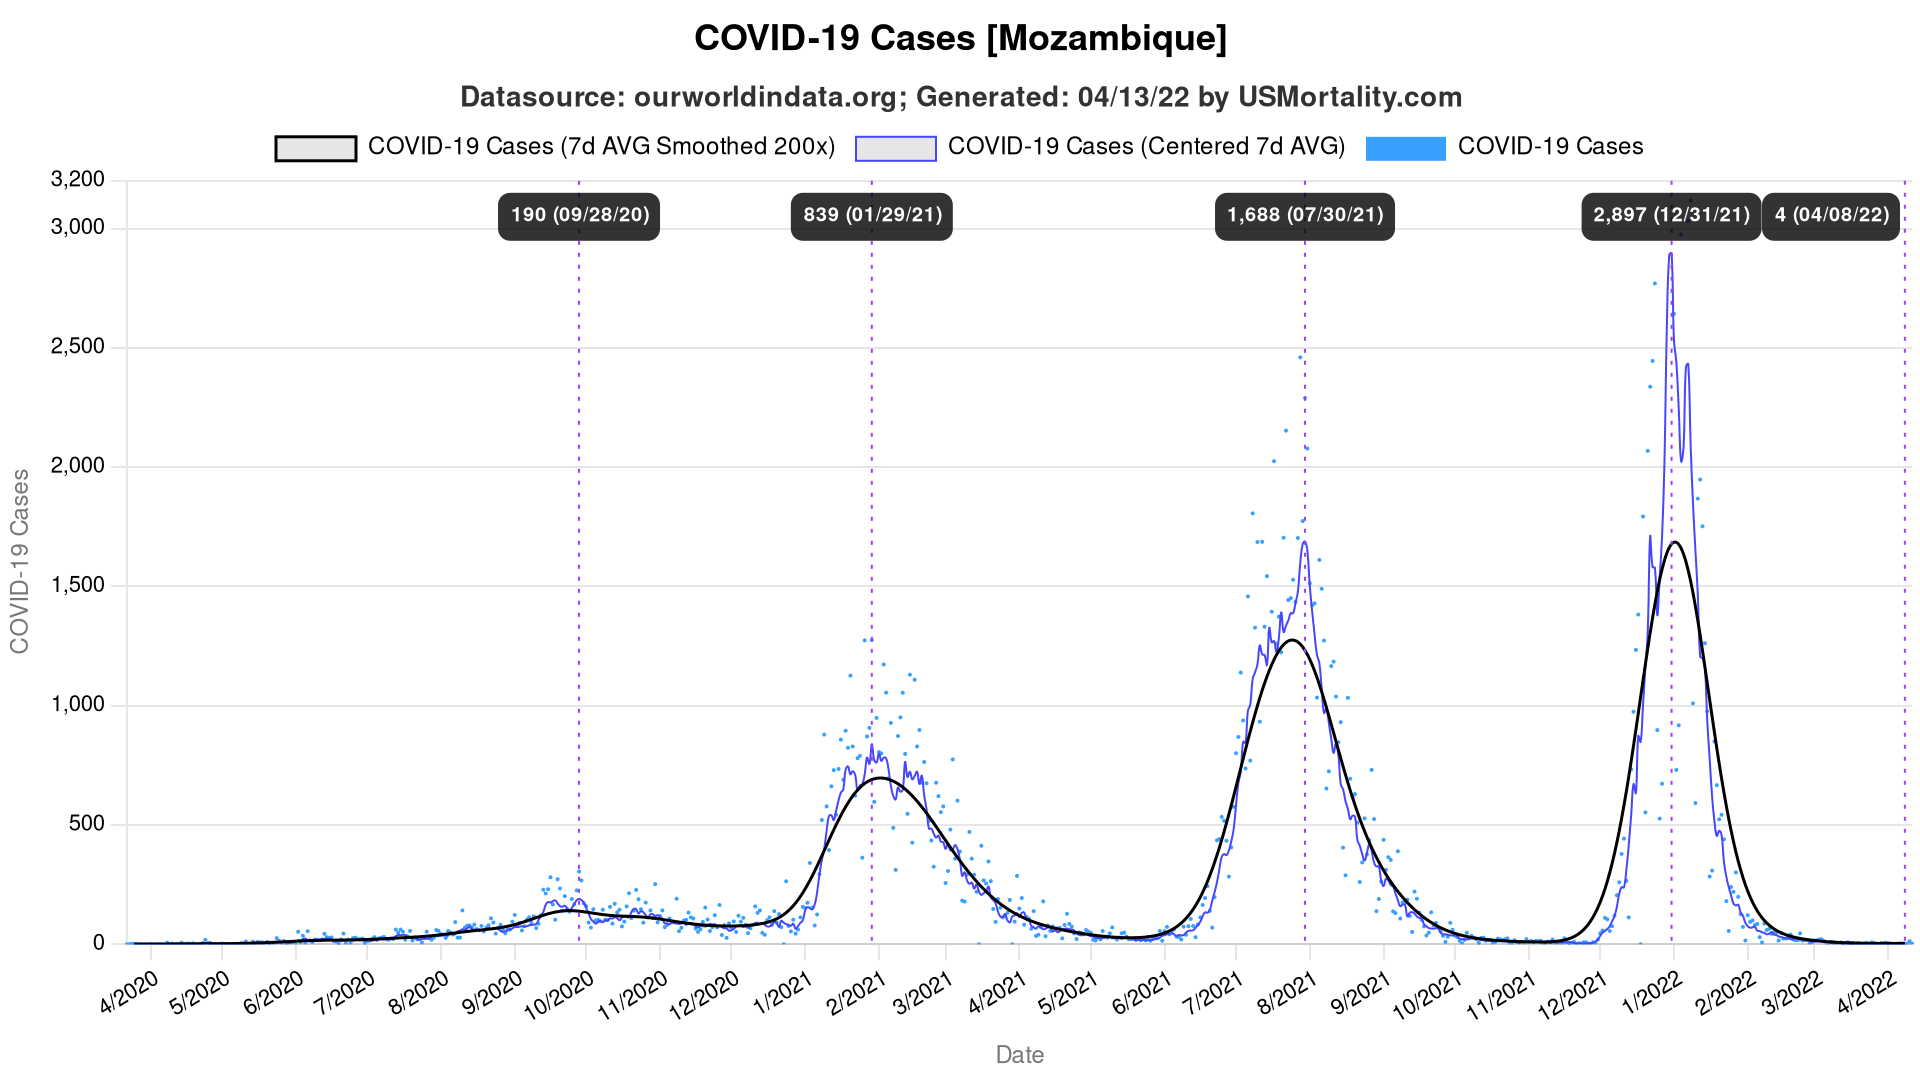 COVID-19 Cases [Mozambique]
Datasource: ourworldindata.org; Generated: 04/13/22 by USMortality.com
COVID-19 Cases (7d AVG Smoothed 200x) COVID-19 Cases (Centered 7d AVG) COVID-19 Cases
3,200
190 (09/28/20) 839 (01/29/21) 1,688 (07/30/21) 2,897 (12/31/21) 4 (04/08/22)
3,000
2,500
2,000
1,500
1,000
500
0
COVID-19 Cases
4/2020 5/2020 6/2020 7/2020 8/2020 9/2020 10/2020 11/2020 12/2020 1/2021 2/2021 3/2021 4/2021 5/2021 6/2021 7/2021 8/2021 9/2021 10/2021 11/2021 12/2021 1/2022 2/2022 3/2022 4/2022
Date